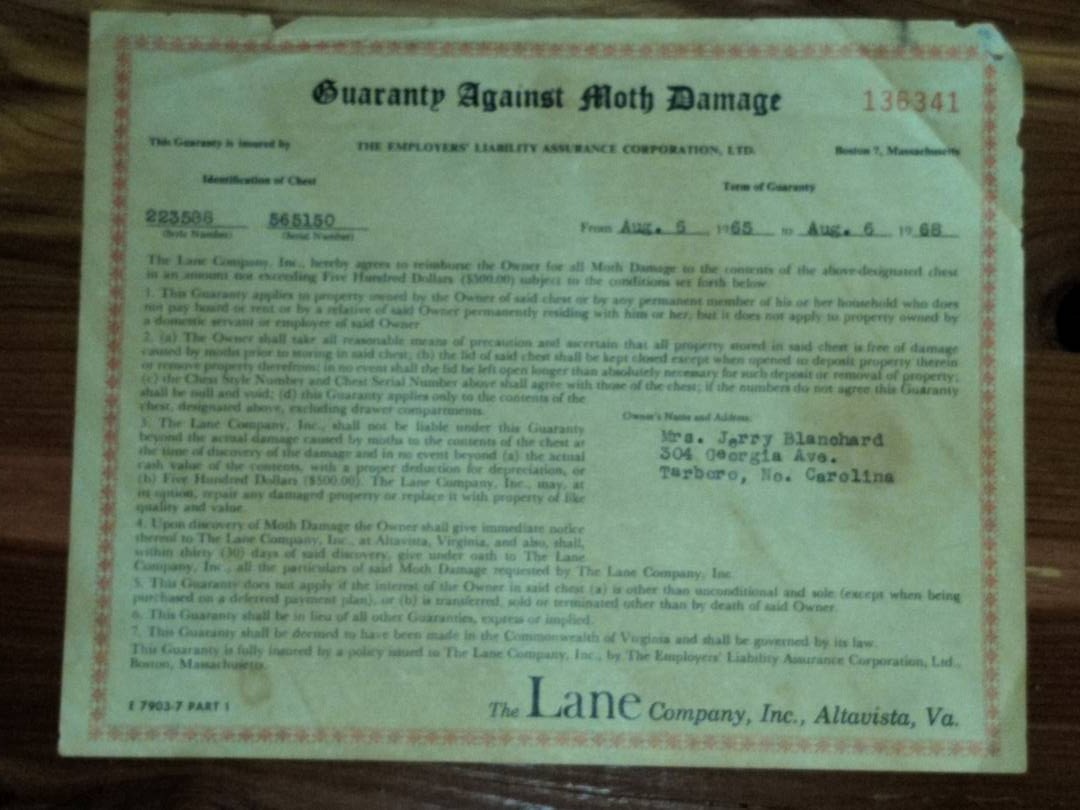 Guaranty Against Moth Damage
136341
This Guaranty is insured by THE EMPLOYERS' LIABILITY ASSURANCE CORPORATION, LTD. Boston 7, Massachusetts
Identification of Chest
Term of Guaranty
223586 565150
(Style Number) (Serial Number)
From Aug. 6 1965 to Aug. 6 1968
The Lane Company, Inc., hereby agrees to reimburse the Owner for all Moth Damage to the contents of the above-designated chest
in an amount not exceeding Five Hundred Dollars ($500.00) subject to the conditions set forth below.
1. This Guaranty applies to property owned by the Owner of said chest or by any permanent member of his or her household who does
not pay board or rent or by a relative of said Owner permanently residing with him or her, but it does not apply to property owned by
a domestic servant or employee of said Owner.
2. (a) The Owner shall take all reasonable means of precaution and ascertain that all property stored in said chest is free of damage
caused by moths prior to storing in said chest; (b) the lid of said chest shall be kept closed except when opened to deposit property therein
or remove property therefrom; in no event shall the lid be left open longer than absolutely necessary for such deposit or removal of property;
(c) the Chest Style Number and Chest Serial Number above shall agree with those of the chest; if the numbers do not agree this Guaranty
shall be null and void; (d) this Guaranty applies only to the contents of the
chest, designated above, excluding drawer compartments.
3. The Lane Company, Inc., shall not be liable under this Guaranty
beyond the actual damage caused by moths to the contents of the chest at
the time of discovery of the damage and in no event beyond (a) the actual
cash value of the contents, with a proper deduction for depreciation, or
(b) Five Hundred Dollars ($500.00). The Lane Company, Inc., may, at
its option, repair any damaged property or replace it with property of like
quality and value.
Owner's Name and Address:
Mrs. Jerry Blanchard
304 Georgia Ave.
Tarboro, No. Carolina
4. Upon discovery of Moth Damage the Owner shall give immediate notice
thereof to The Lane Company, Inc., at Altavista, Virginia, and also, shall,
within thirty (30) days of said discovery, give under oath to The Lane
Company, Inc., all the particulars of said Moth Damage requested by The Lane Company, Inc.
5. This Guaranty does not apply if the interest of the Owner in said chest (a) is other than unconditional and sole (except when being
purchased on a deferred payment plan), or (b) is transferred, sold or terminated other than by death of said Owner.
6. This Guaranty shall be in lieu of all other Guaranties, express or implied.
7. This Guaranty shall be deemed to have been made in the Commonwealth of Virginia and shall be governed by its law.
This Guaranty is fully insured by a policy issued to The Lane Company, Inc., by The Employers' Liability Assurance Corporation, Ltd.,
Boston, Massachusetts.
E 7903-7 PART 1
The Lane Company, Inc., Altavista, Va.